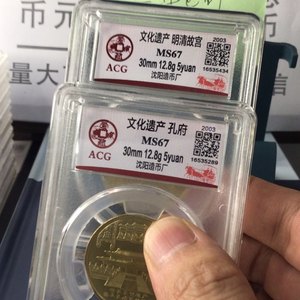 币元
息
量大
文化遗产 明清故宫
2003
MS67
30mm 12.8g 5yuan
16535434
沈阳造币厂
ACG
文化遗产 孔府
2003
MS67
30mm 12.8g 5yuan
16535289
沈阳造币厂
ACG